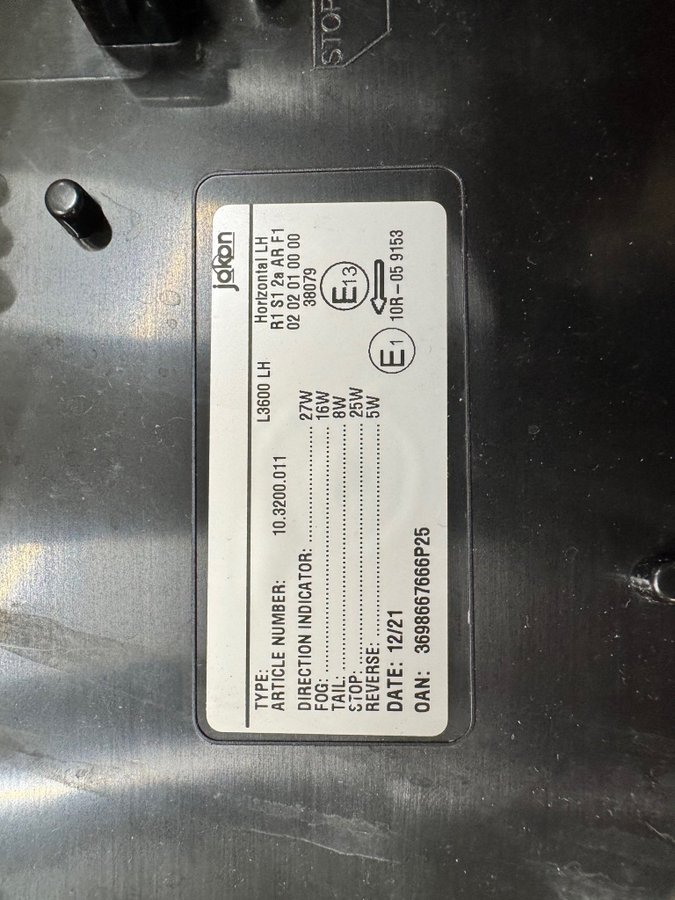 STOP
jokon
TYPE: L3600 LH
ARTICLE NUMBER: 10.3200.011
DIRECTION INDICATOR: 27W
FOG: 16W
TAIL: 8W
STOP: 25W
REVERSE: 5W
DATE: 12/21
OAN: 3698667666P25
Horizontal LH
R1 S1 2a AR F1
02 02 01 00 00
38079
E13
E1
10R-05 9153